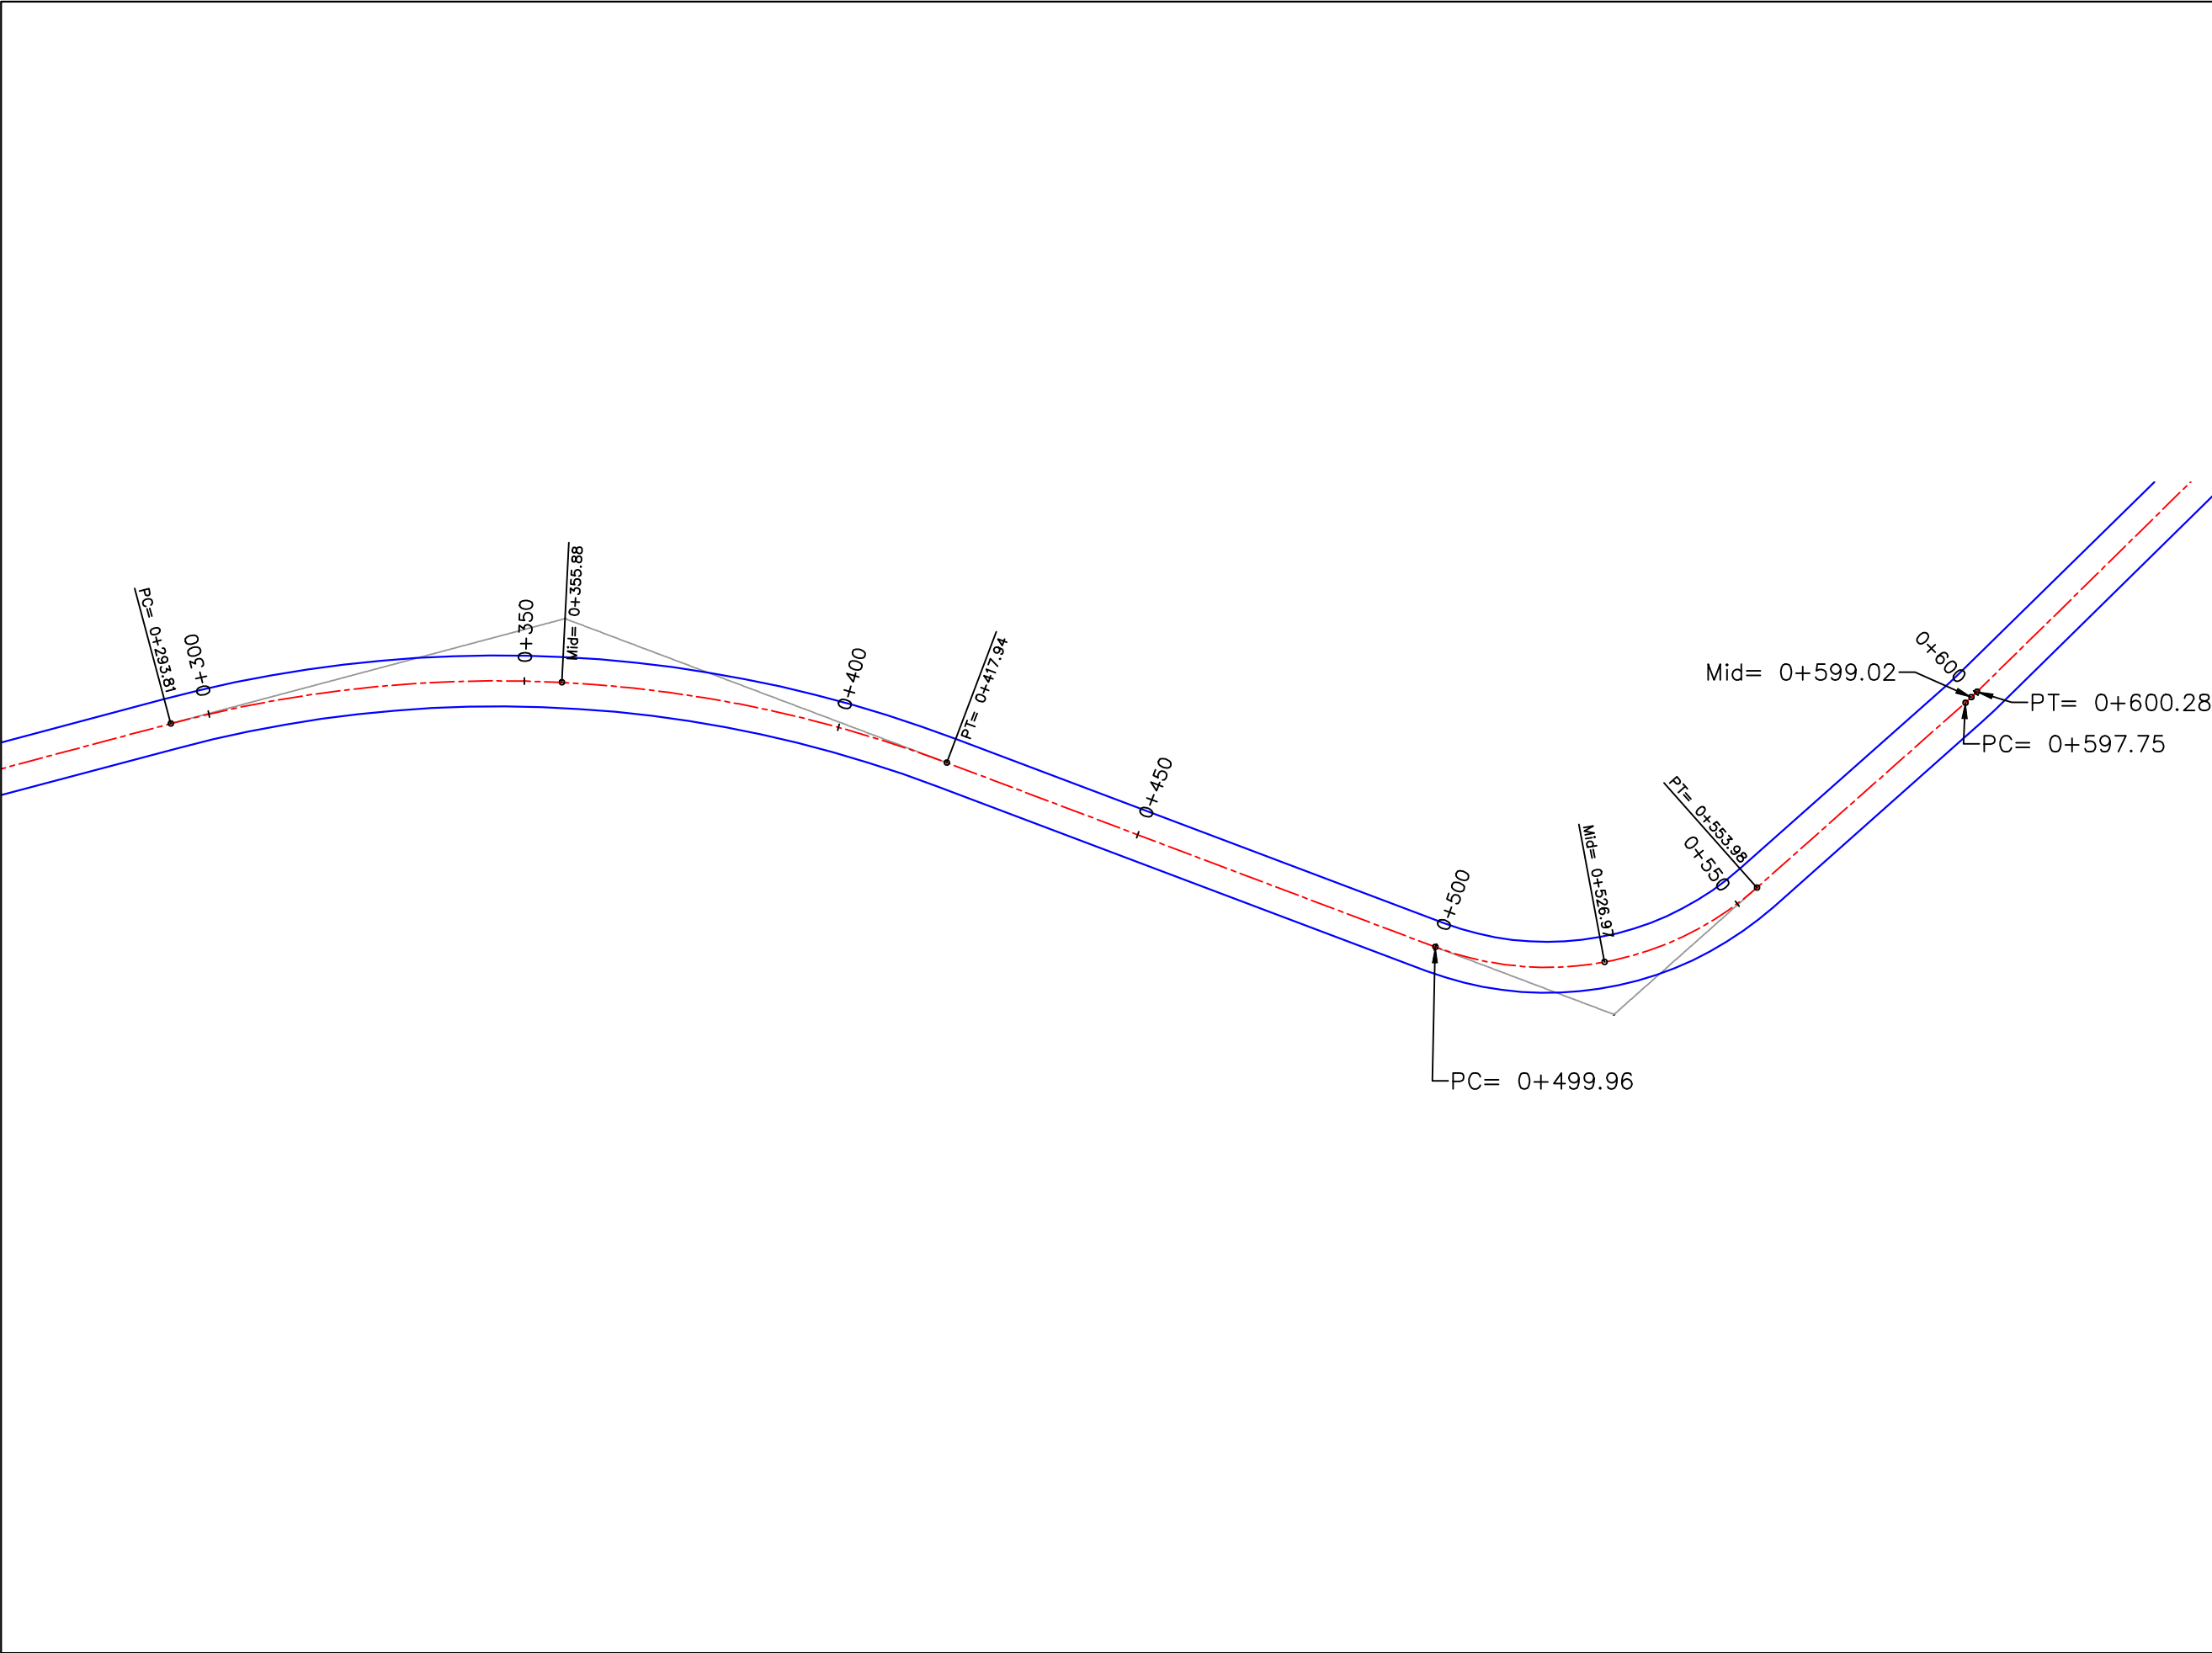 PC= 0+293.81
0+300
0+350
Mid= 0+355.88
0+400
PT= 0+417.94
0+450
0+500
PC= 0+499.96
Mid= 0+526.97
0+550
PT= 0+553.98
Mid= 0+599.02
0+600
PT= 0+600.28
PC= 0+597.75